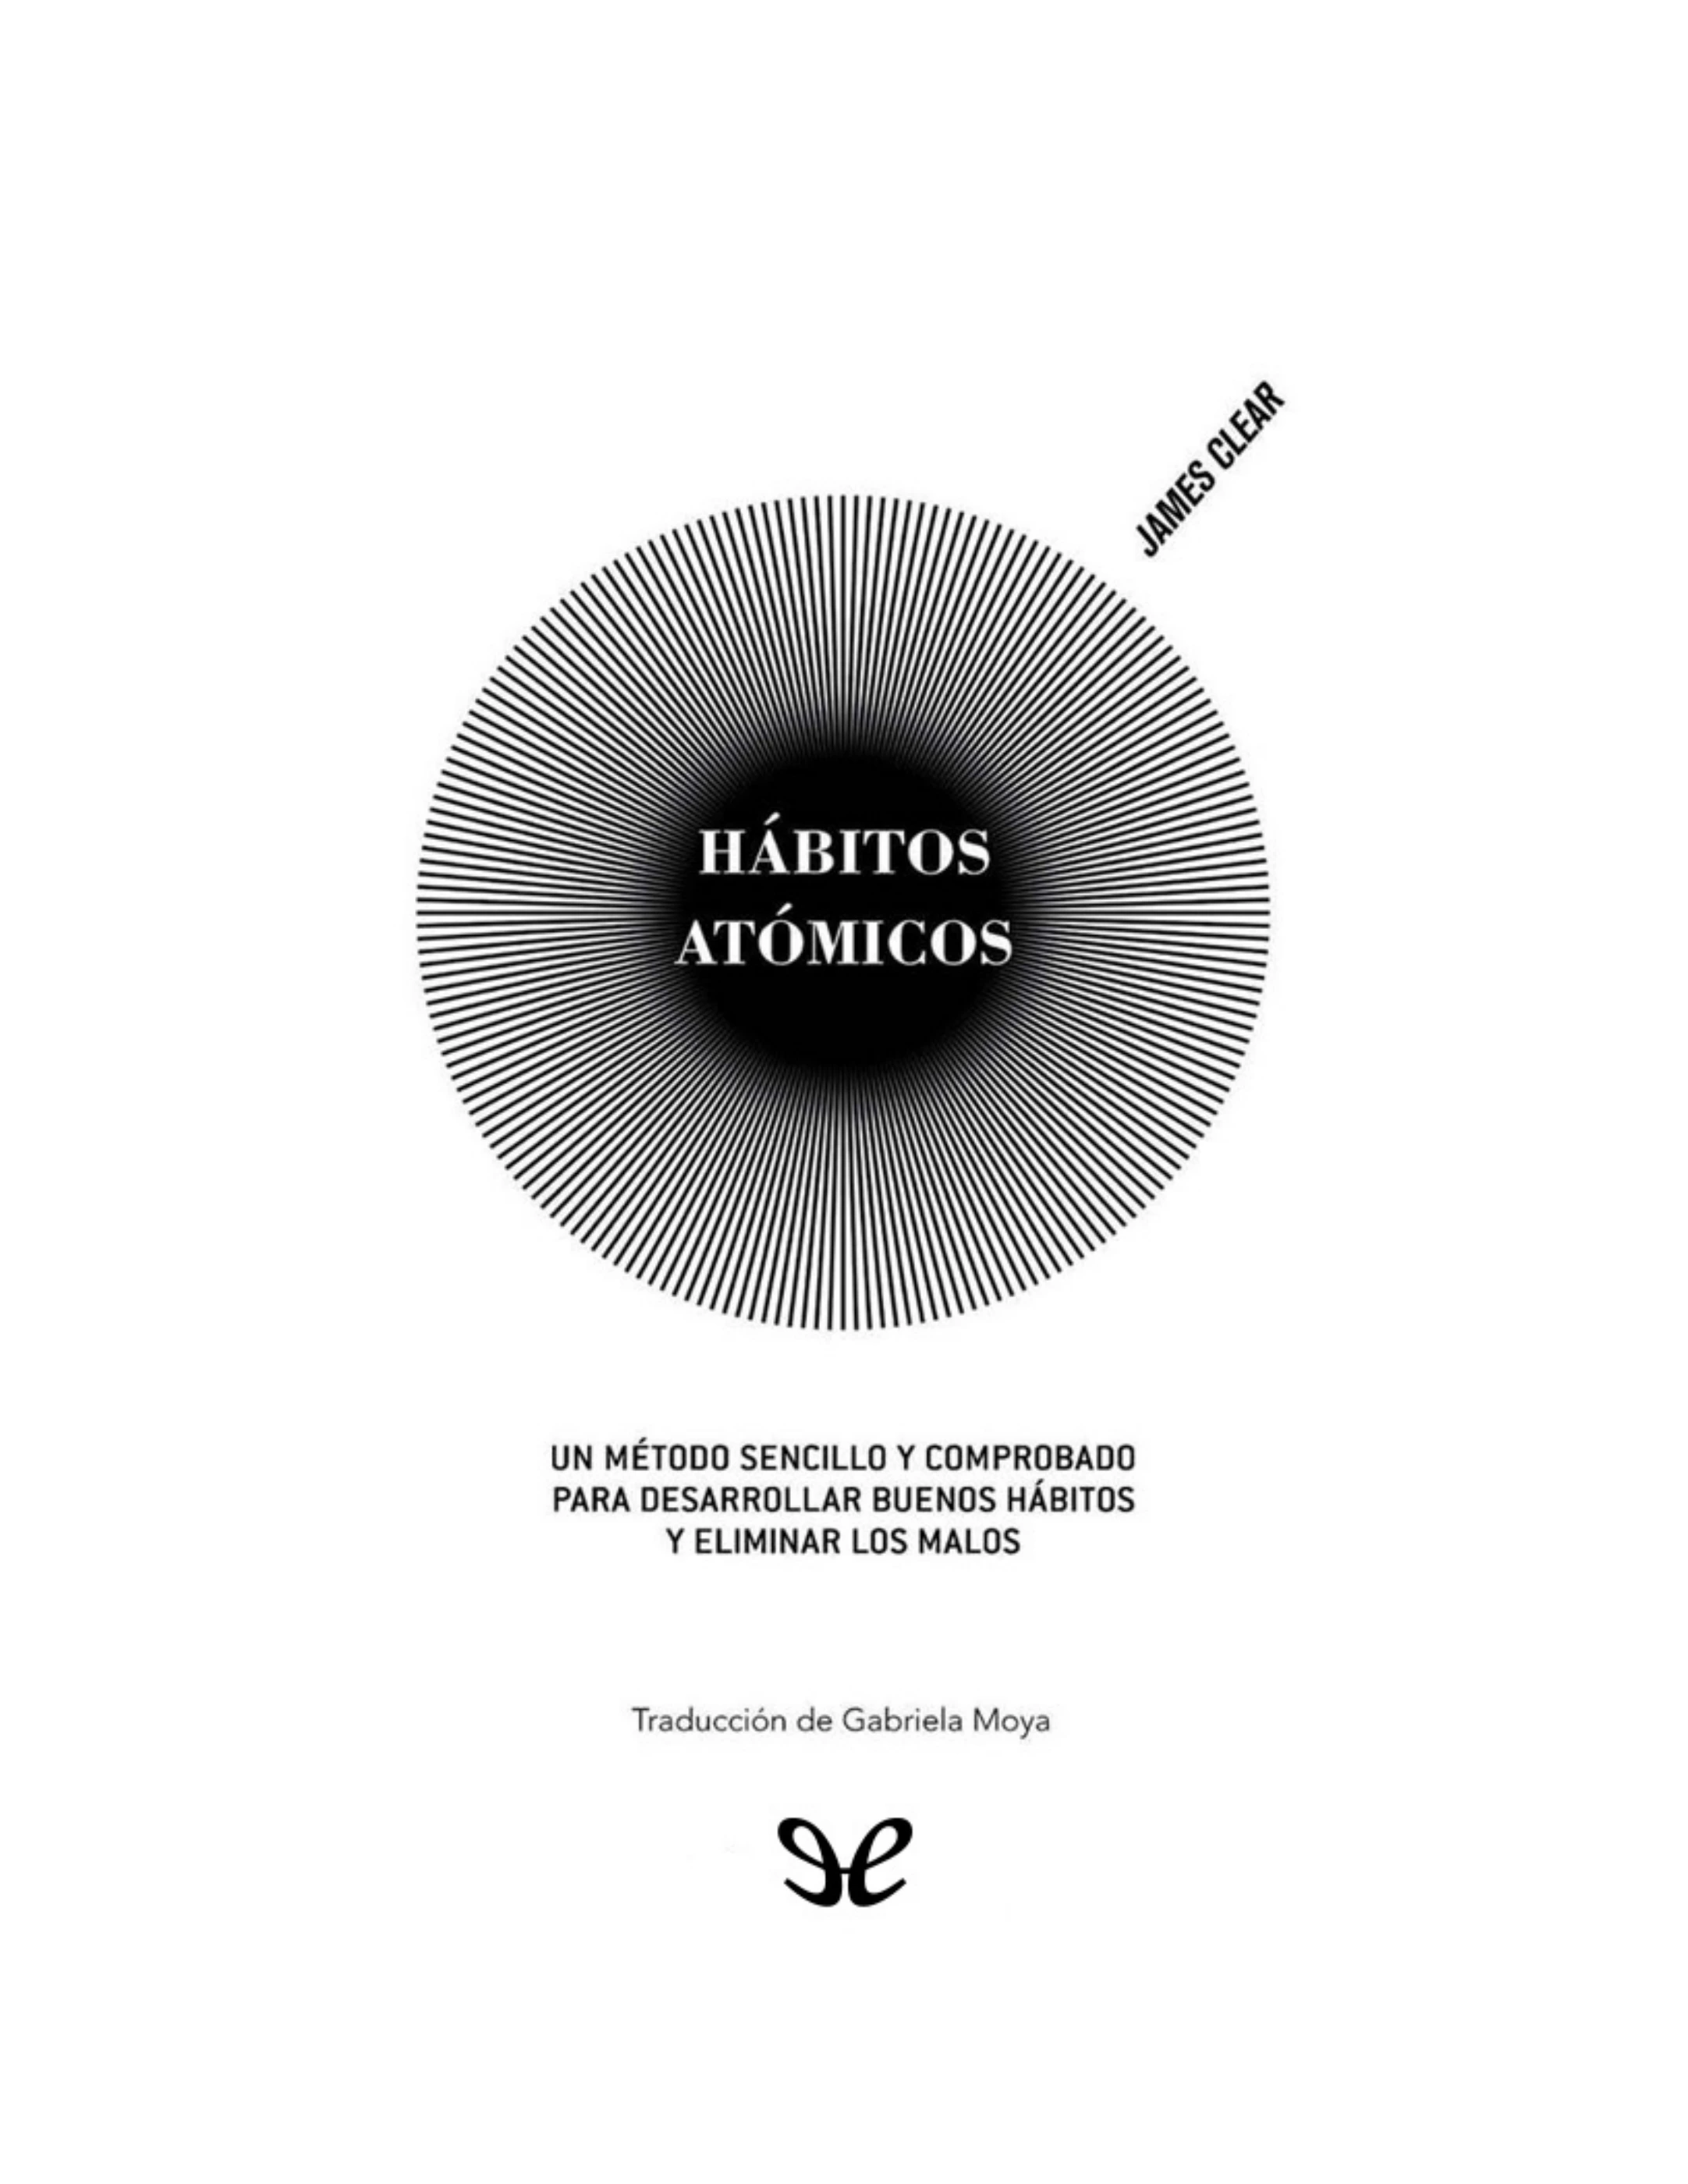 JAMES CLEAR
HÁBITOS
ATÓMICOS
UN MÉTODO SENCILLO Y COMPROBADO
PARA DESARROLLAR BUENOS HÁBITOS
Y ELIMINAR LOS MALOS
Traducción de Gabriela Moya